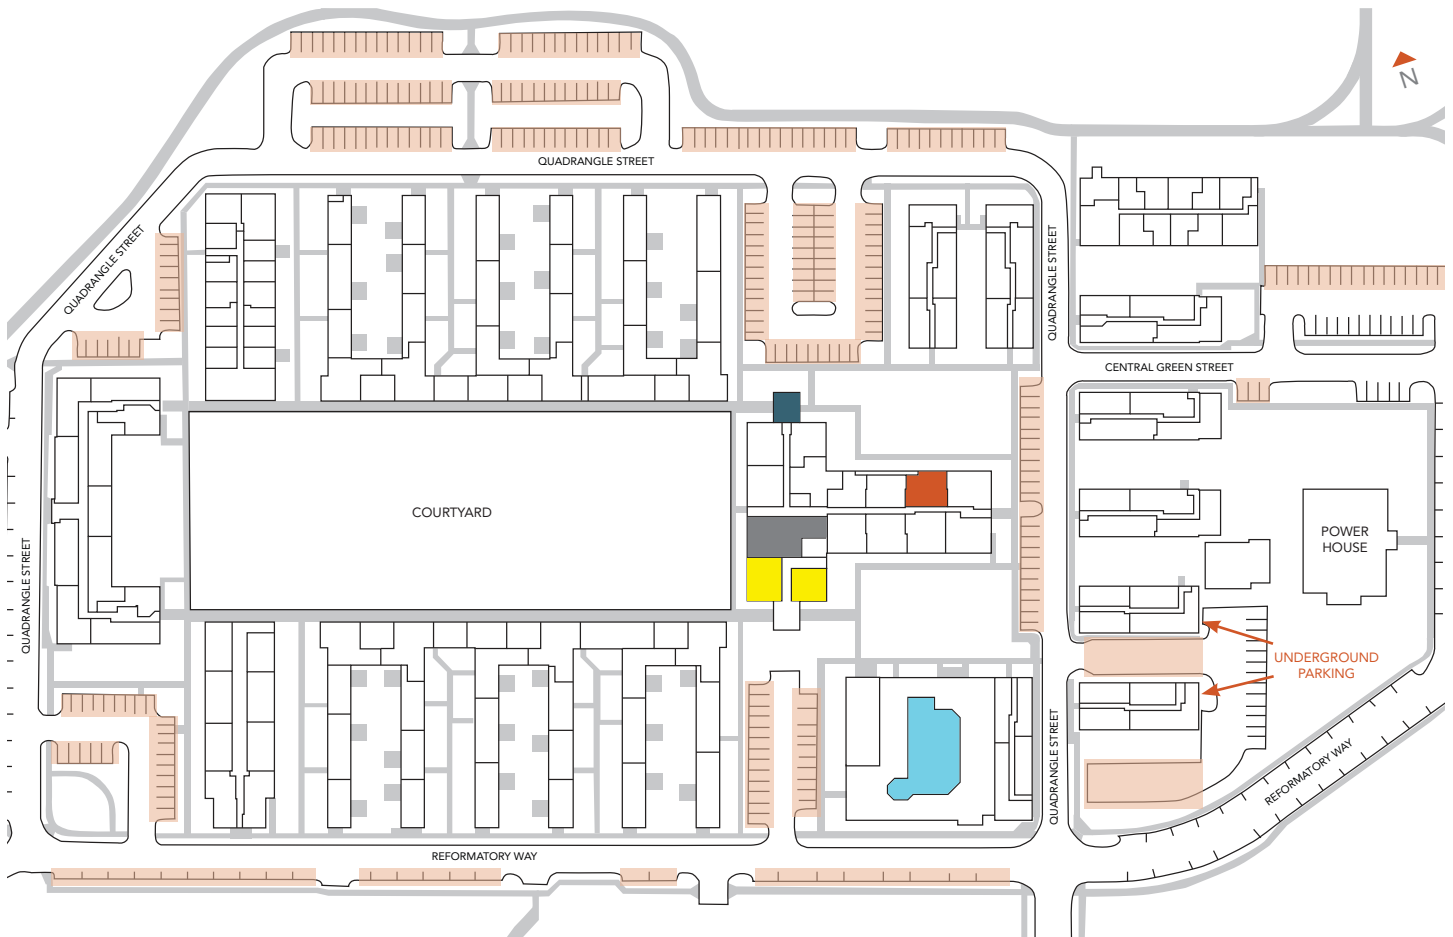 N
QUADRANGLE STREET
QUADRANGLE STREET
QUADRANGLE STREET
CENTRAL GREEN STREET
COURTYARD
POWER
HOUSE
QUADRANGLE STREET
UNDERGROUND
PARKING
QUADRANGLE STREET
REFORMATORY WAY
REFORMATORY WAY